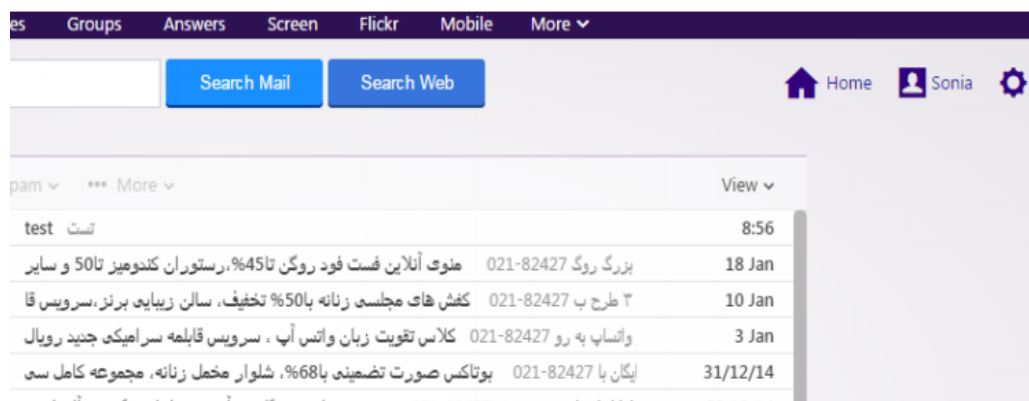 Groups Answers Screen Flickr Mobile More
Search Mail Search Web Home Sonia
More View
test تست 8:56
منوی آنلاین فست فود روگن تا45%،رستوران کندومیز تا50 و سایر 021-82427 بزرگ روگ 18 Jan
کفش های مجلسی زنانه با50% تخفیف، سالن زیبایی برنز،سرویس قا 021-82427 ۳ طرح ب 10 Jan
کلاس تقویت زبان واتس آپ ، سرویس قابلمه سرامیکی جدید رویال 021-82427 واتساپ به رو 3 Jan
بوتاکس صورت تضمینی با68%، شلوار مخمل زنانه، مجموعه کامل سی 021-82427 ایگان با 31/12/14